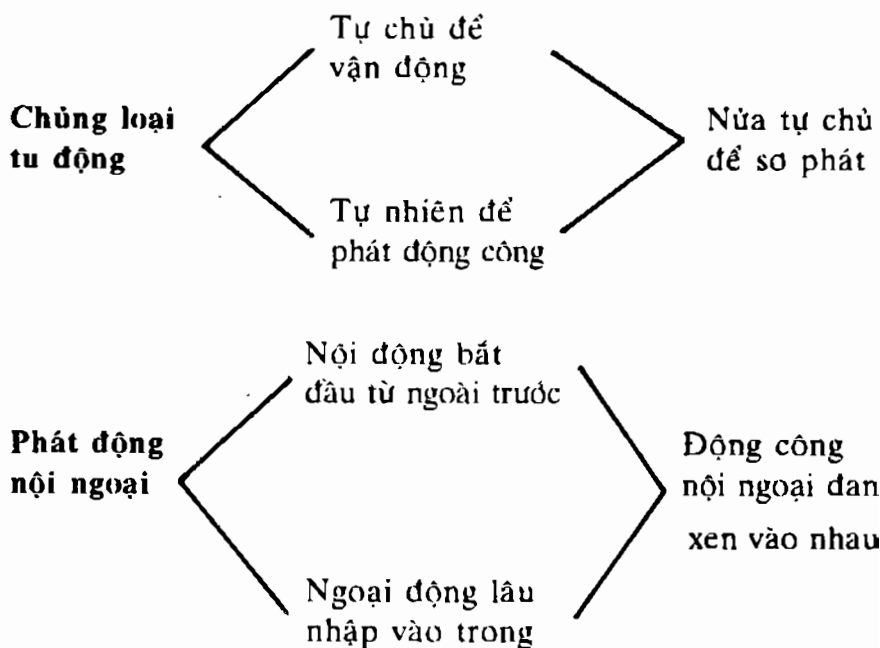 Tự chủ để
vận động
Chủng loại
tu động
Nửa tự chủ
để sơ phát
Tự nhiên để
phát động công
Nội động bắt
đầu từ ngoài trước
Phát động
nội ngoại
Động công
nội ngoại đan
xen vào nhau
Ngoại động lâu
nhập vào trong